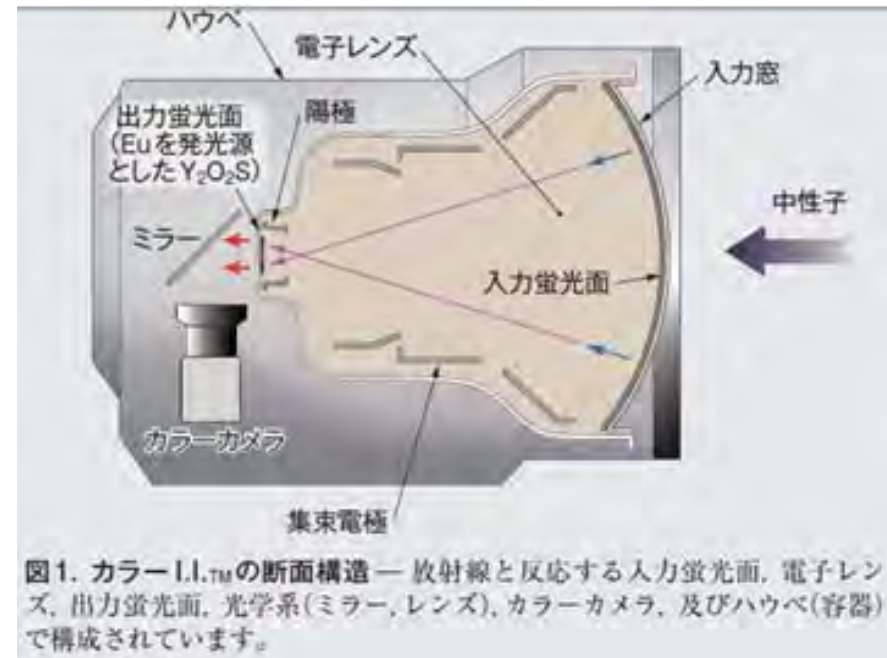 ハウベ
電子レンズ
入力窓
出力蛍光面
(Euを発光源
としたY₂O₂S)
陽極
中性子
ミラー
入力蛍光面
カラーカメラ
集束電極
図1. カラーI.I.TMの断面構造 — 放射線と反応する入力蛍光面, 電子レン
ズ, 出力蛍光面, 光学系(ミラー, レンズ), カラーカメラ, 及びハウベ(容器)
で構成されています。